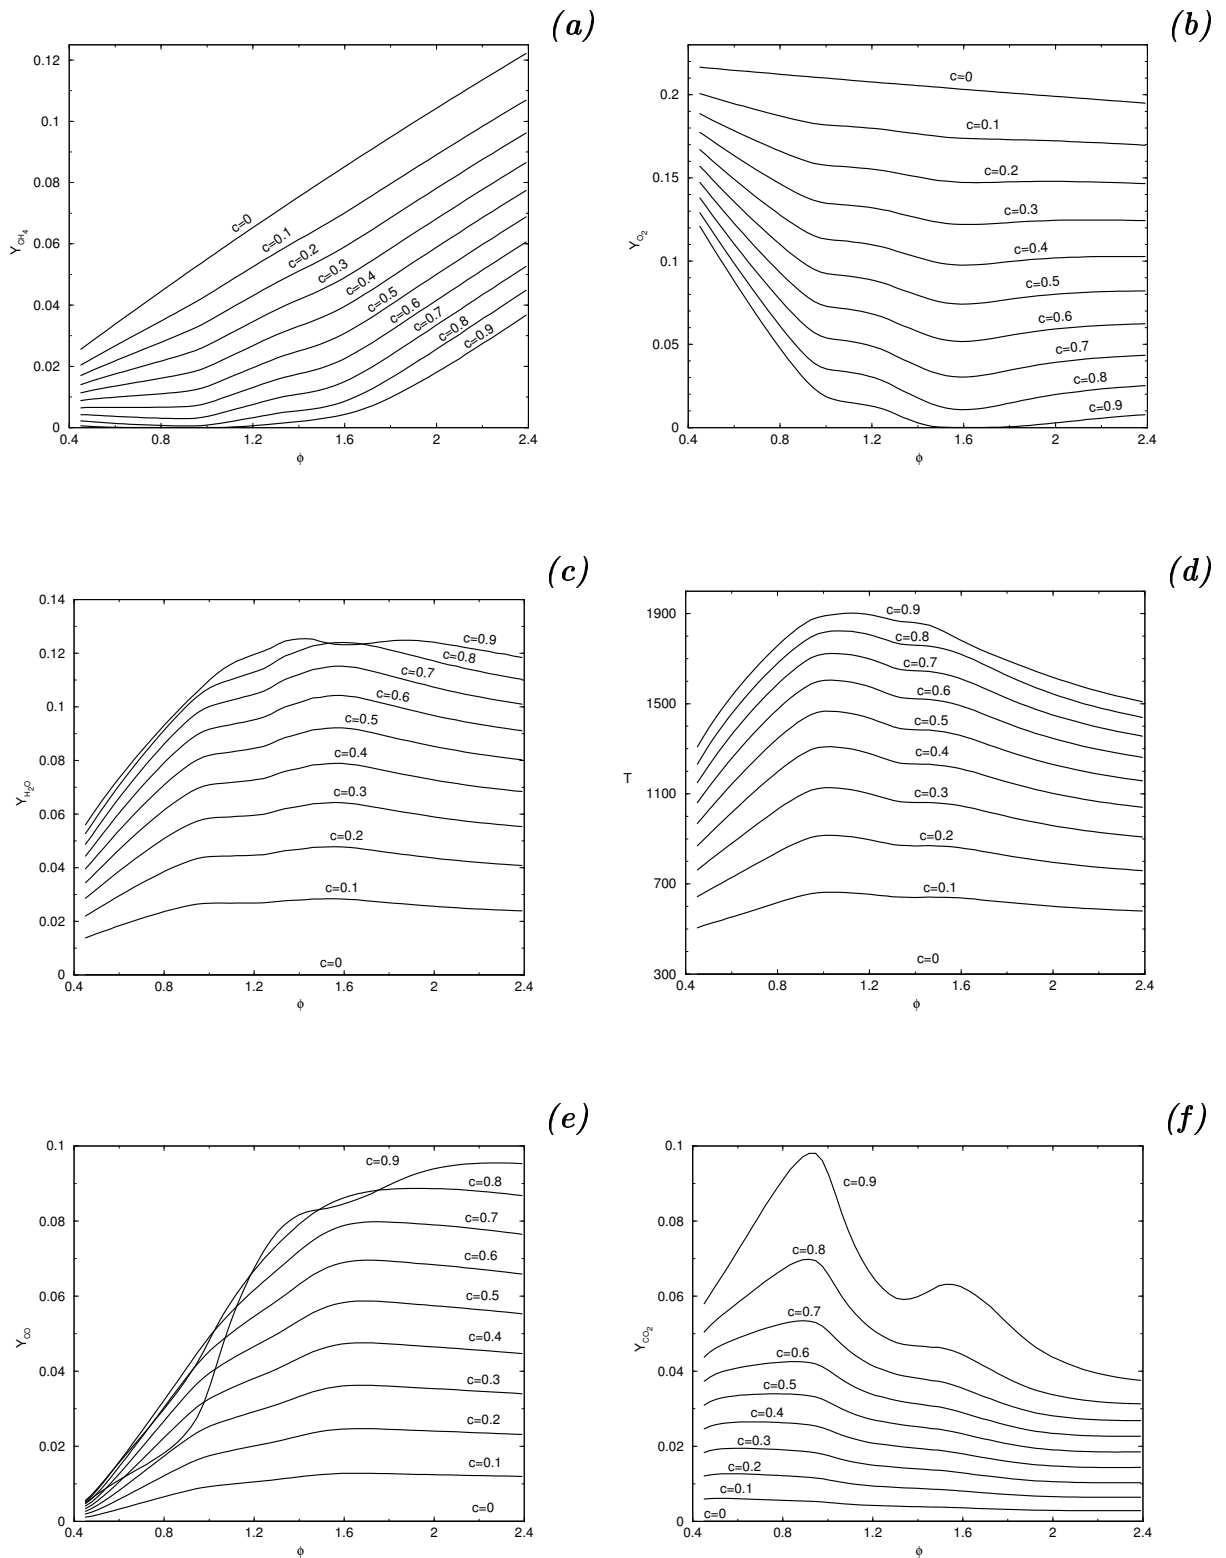 (a)
0.12
0.1
0.08
0.06
0.04
0.02
0
Y_CH4
c=0
c=0.1
c=0.2
c=0.3
c=0.4
c=0.5
c=0.6
c=0.7
c=0.8
c=0.9
0.4 0.8 1.2 1.6 2 2.4
ϕ
(b)
0.2
0.15
0.1
0.05
0
Y_O2
c=0
c=0.1
c=0.2
c=0.3
c=0.4
c=0.5
c=0.6
c=0.7
c=0.8
c=0.9
0.4 0.8 1.2 1.6 2 2.4
ϕ
(c)
0.14
0.12
0.1
0.08
0.06
0.04
0.02
0
Y_H2O
c=0.9
c=0.8
c=0.7
c=0.6
c=0.5
c=0.4
c=0.3
c=0.2
c=0.1
c=0
0.4 0.8 1.2 1.6 2 2.4
ϕ
(d)
1900
1500
1100
700
300
T
c=0.9
c=0.8
c=0.7
c=0.6
c=0.5
c=0.4
c=0.3
c=0.2
c=0.1
c=0
0.4 0.8 1.2 1.6 2 2.4
ϕ
(e)
0.1
0.08
0.06
0.04
0.02
0
Y_CO
c=0.9
c=0.8
c=0.7
c=0.6
c=0.5
c=0.4
c=0.3
c=0.2
c=0.1
c=0
0.4 0.8 1.2 1.6 2 2.4
ϕ
(f)
0.1
0.08
0.06
0.04
0.02
0
Y_CO2
c=0.9
c=0.8
c=0.7
c=0.6
c=0.5
c=0.4
c=0.3
c=0.2
c=0.1
c=0
0.4 0.8 1.2 1.6 2 2.4
ϕ